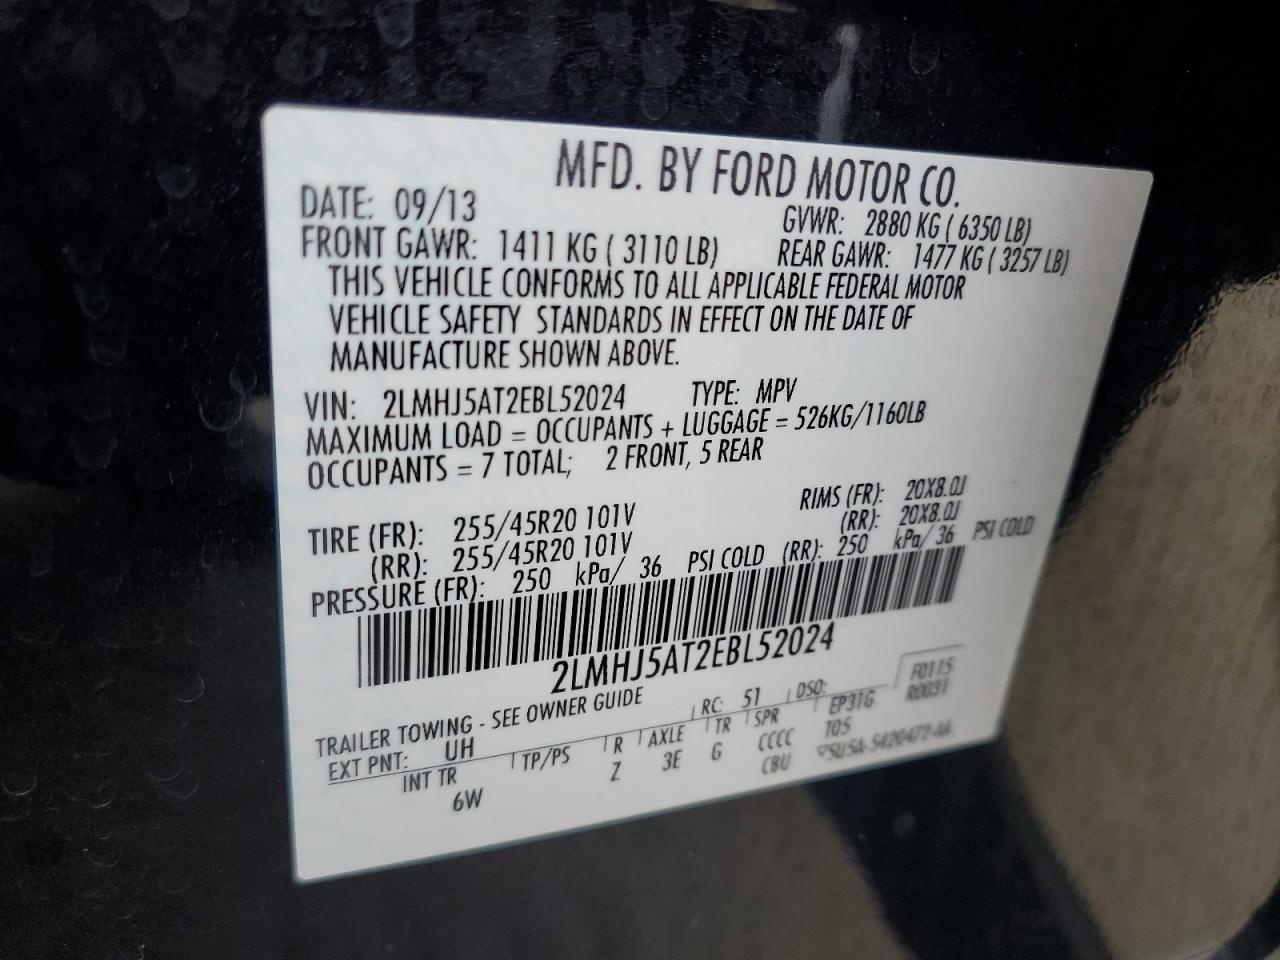 MFD. BY FORD MOTOR CO.
DATE: 09/13 GVWR: 2880 KG ( 6350 LB)
FRONT GAWR: 1411 KG ( 3110 LB) REAR GAWR: 1477 KG ( 3257 LB)
THIS VEHICLE CONFORMS TO ALL APPLICABLE FEDERAL MOTOR
VEHICLE SAFETY STANDARDS IN EFFECT ON THE DATE OF
MANUFACTURE SHOWN ABOVE.
VIN: 2LMHJ5AT2EBL52024 TYPE: MPV
MAXIMUM LOAD = OCCUPANTS + LUGGAGE = 526KG/1160LB
OCCUPANTS = 7 TOTAL; 2 FRONT, 5 REAR
TIRE (FR): 255/45R20 101V RIMS (FR): 20X8.0J
(RR): 255/45R20 101V (RR): 20X8.0J
PRESSURE (FR): 250 kPa/ 36 PSI COLD (RR): 250 kPa/ 36 PSI COLD
2LMHJ5AT2EBL52024
TRAILER TOWING - SEE OWNER GUIDE
EXT PNT: UH RC: 51 DSO: F0115
R0031
INT TR TP/PS R AXLE TR SPR EP31G
6W Z 3E G CCCC T05
CBU